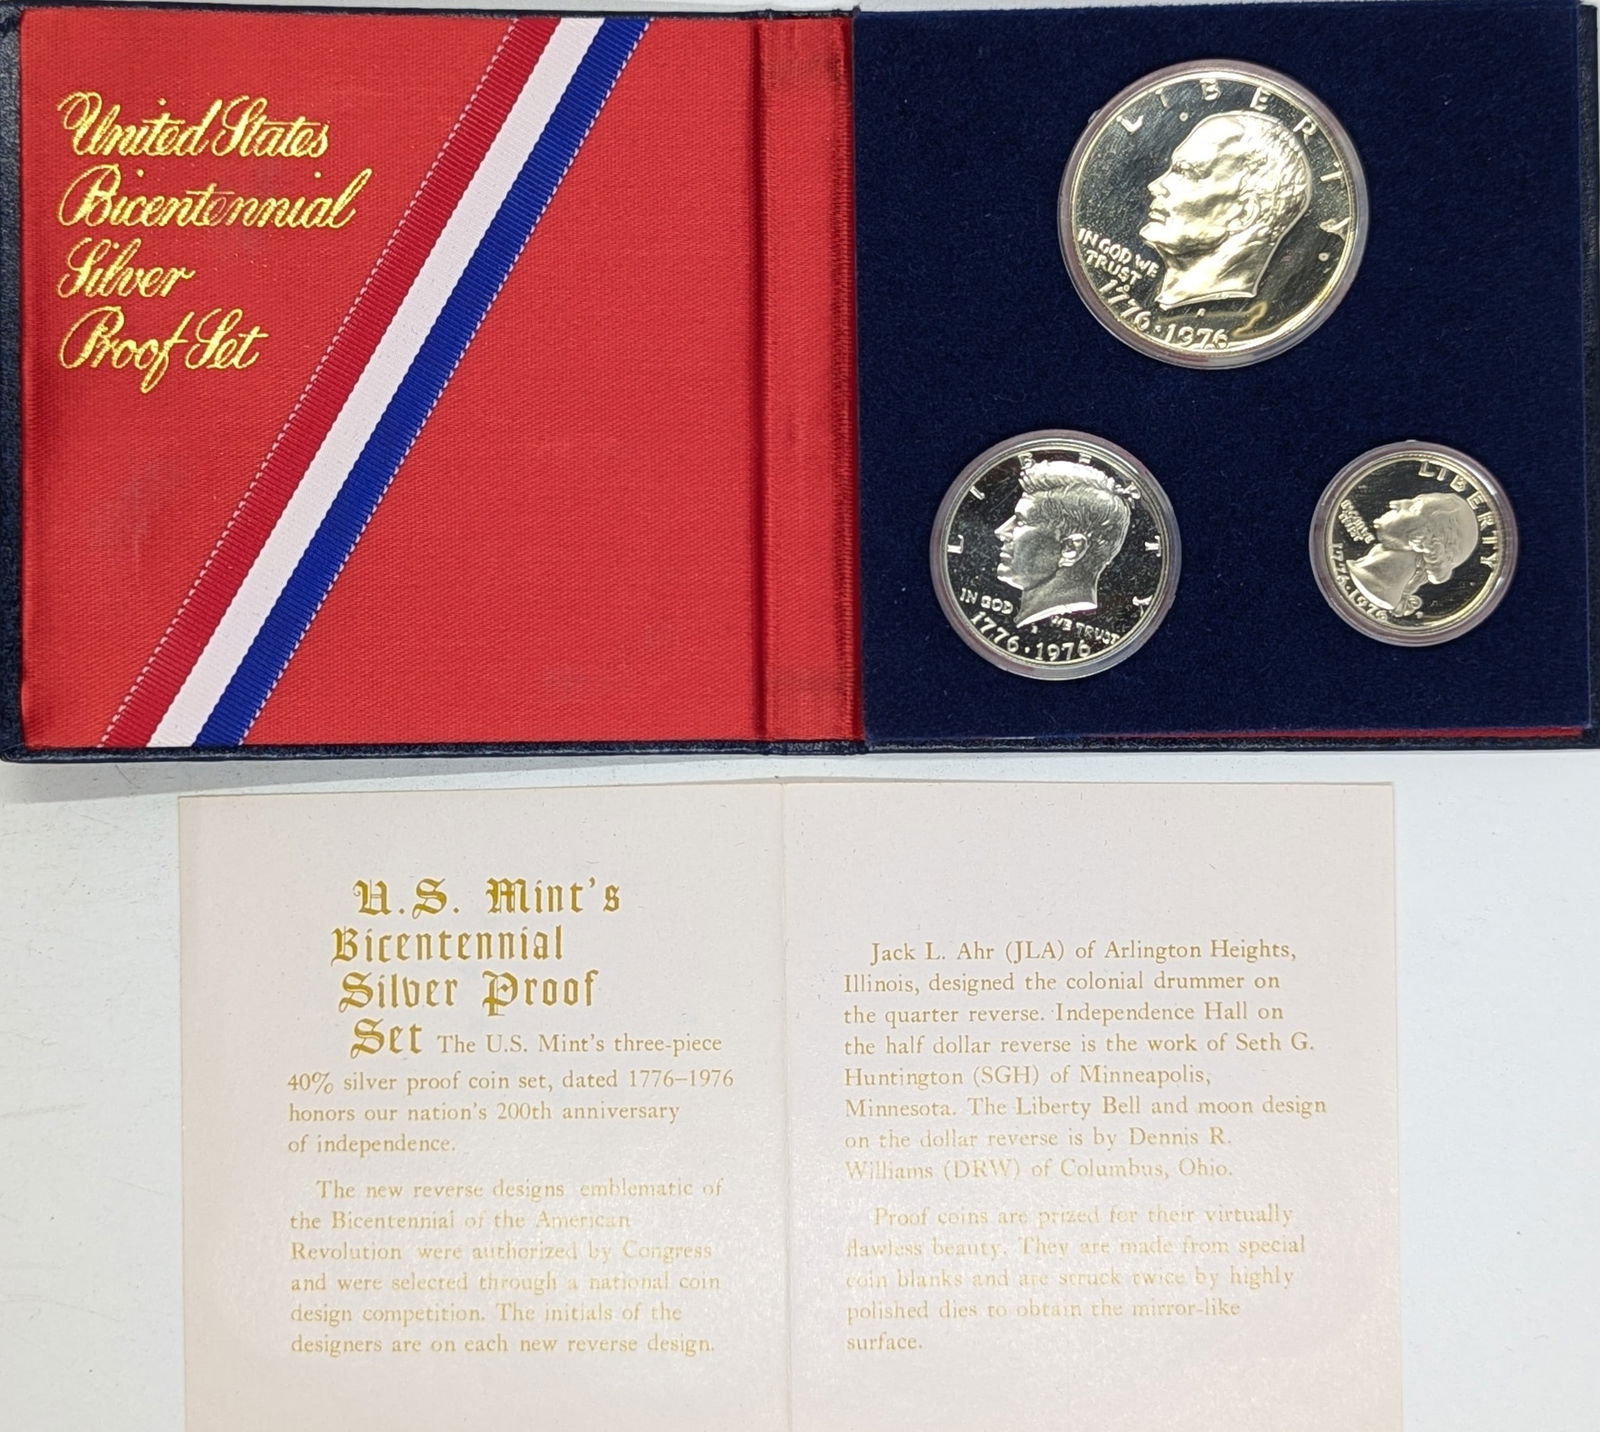 United States
Bicentennial
Silver
Proof Set
LIBERTY
IN GOD WE
TRUST
1776·1976
LIBERTY
IN GOD WE TRUST
1776·1976
LIBERTY
1776·1976
U.S. Mint's
Bicentennial
Silver Proof
Set The U.S. Mint's three-piece
40% silver proof coin set, dated 1776–1976
honors our nation's 200th anniversary
of independence.
The new reverse designs emblematic of
the Bicentennial of the American
Revolution were authorized by Congress
and were selected through a national coin
design competition. The initials of the
designers are on each new reverse design.
Jack L. Ahr (JLA) of Arlington Heights,
Illinois, designed the colonial drummer on
the quarter reverse. Independence Hall on
the half dollar reverse is the work of Seth G.
Huntington (SGH) of Minneapolis,
Minnesota. The Liberty Bell and moon design
on the dollar reverse is by Dennis R.
Williams (DRW) of Columbus, Ohio.
Proof coins are prized for their virtually
flawless beauty. They are made from special
coin blanks and are struck twice by highly
polished dies to obtain the mirror-like
surface.